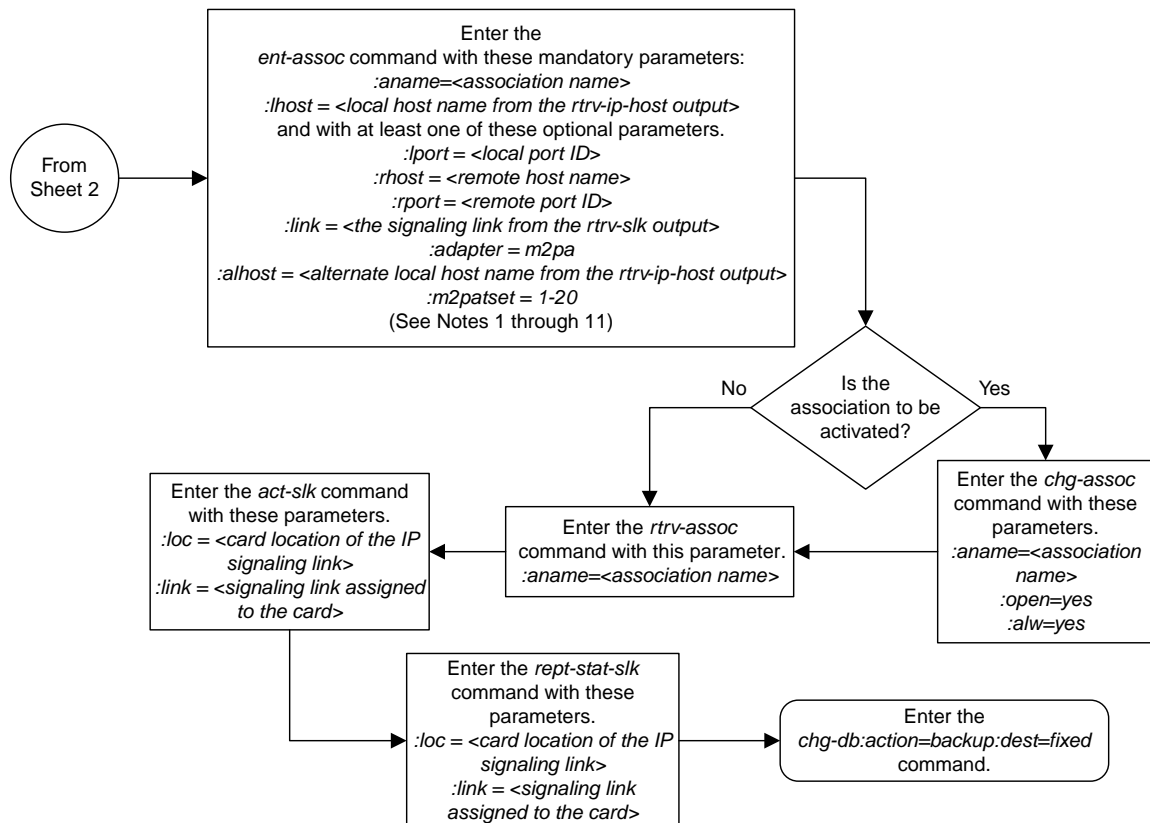 From
Sheet 2
Enter the
ent-assoc command with these mandatory parameters:
:aname=<association name>
:lhost = <local host name from the rtrv-ip-host output>
and with at least one of these optional parameters.
:lport = <local port ID>
:rhost = <remote host name>
:rport = <remote port ID>
:link = <the signaling link from the rtrv-slk output>
:adapter = m2pa
:alhost = <alternate local host name from the rtrv-ip-host output>
:m2patset = 1-20
(See Notes 1 through 11)
Is the
association to be
activated?
No
Yes
Enter the chg-assoc
command with these
parameters.
:aname=<association
name>
:open=yes
:alw=yes
Enter the rtrv-assoc
command with this parameter.
:aname=<association name>
Enter the act-slk command
with these parameters.
:loc = <card location of the IP
signaling link>
:link = <signaling link assigned
to the card>
Enter the rept-stat-slk
command with these
parameters.
:loc = <card location of the IP
signaling link>
:link = <signaling link
assigned to the card>
Enter the
chg-db:action=backup:dest=fixed
command.